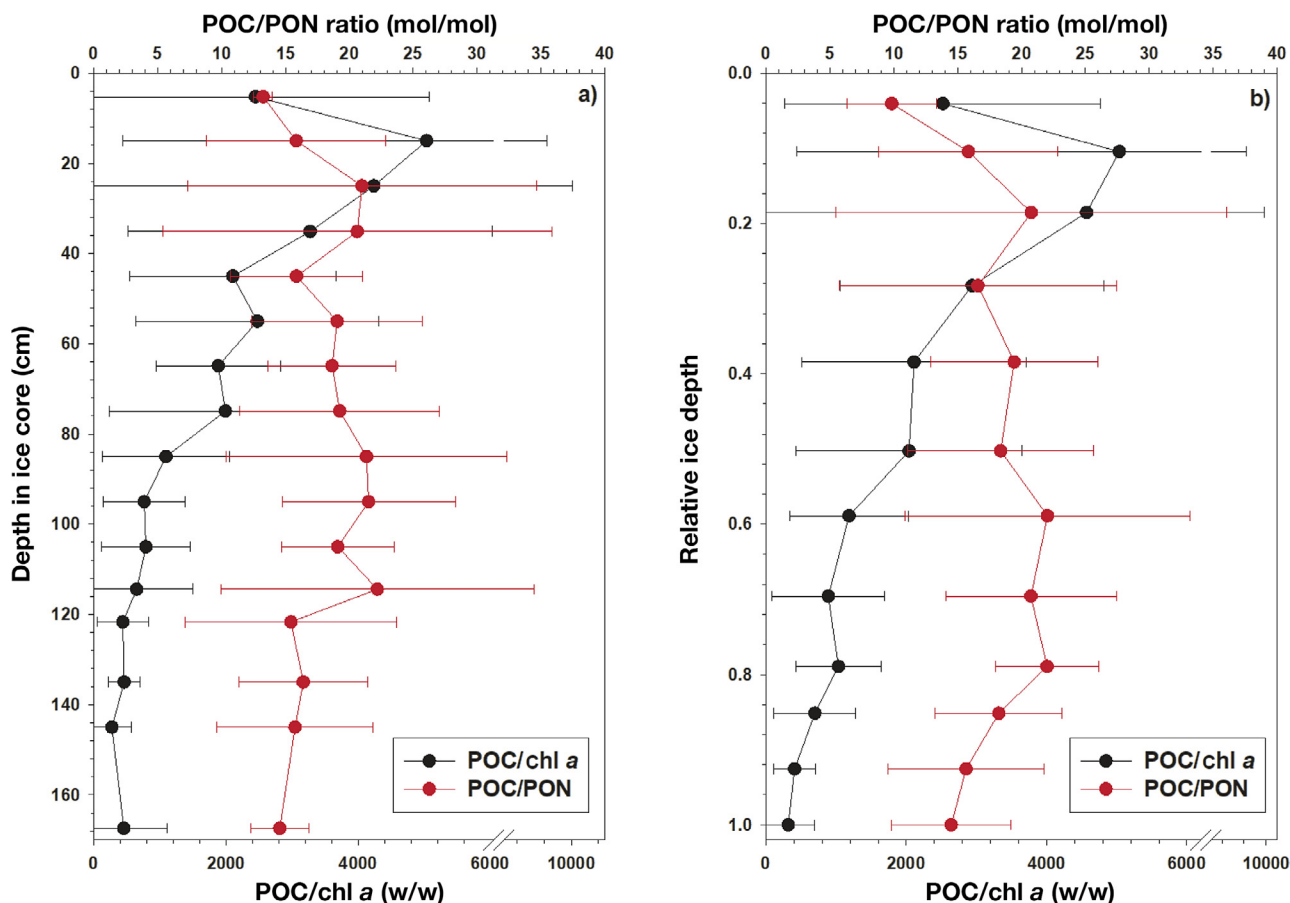 POC/PON ratio (mol/mol)
0 5 10 15 20 25 30 35 40
a)
0
20
40
60
80
100
120
140
160
Depth in ice core (cm)
POC/chl a
POC/PON
0 2000 4000 6000 10000
POC/chl a (w/w)
POC/PON ratio (mol/mol)
0 5 10 15 20 25 30 35 40
b)
0.0
0.2
0.4
0.6
0.8
1.0
Relative ice depth
POC/chl a
POC/PON
0 2000 4000 6000 10000
POC/chl a (w/w)